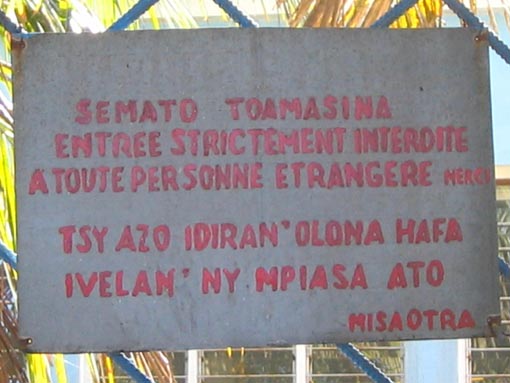 SEMATO TOAMASINA
ENTREE STRICTEMENT INTERDITE
A TOUTE PERSONNE ETRANGERE MERCI
TSY AZO IDIRAN'OLONA HAFA
IVELAN' NY MPIASA ATO
MISAOTRA